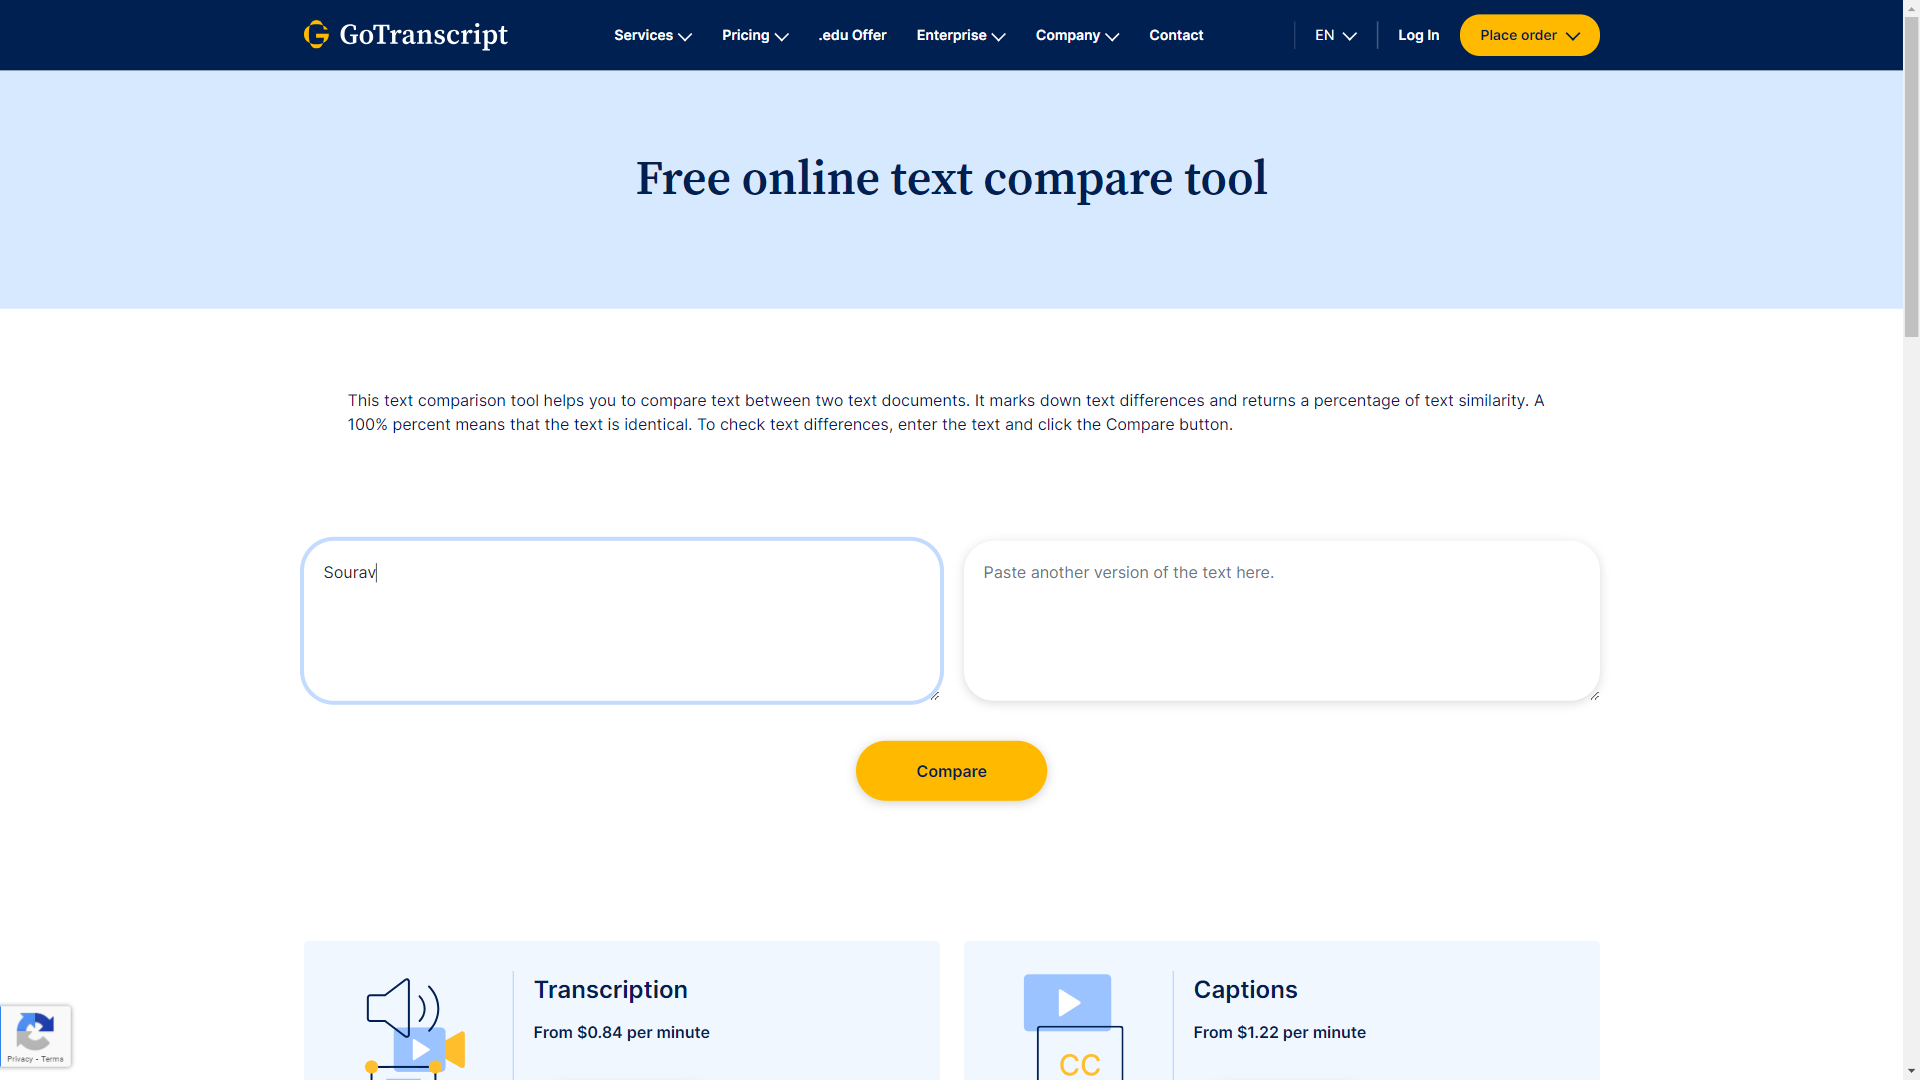 GoTranscript
Services
Pricing
.edu Offer
Enterprise
Company
Contact
EN
Log In
Place order
Free online text compare tool
This text comparison tool helps you to compare text between two text documents. It marks down text differences and returns a percentage of text similarity. A
100% percent means that the text is identical. To check text differences, enter the text and click the Compare button.
Sourav
Paste another version of the text here.
Compare
Transcription
From $0.84 per minute
Captions
From $1.22 per minute
CC
Privacy - Terms